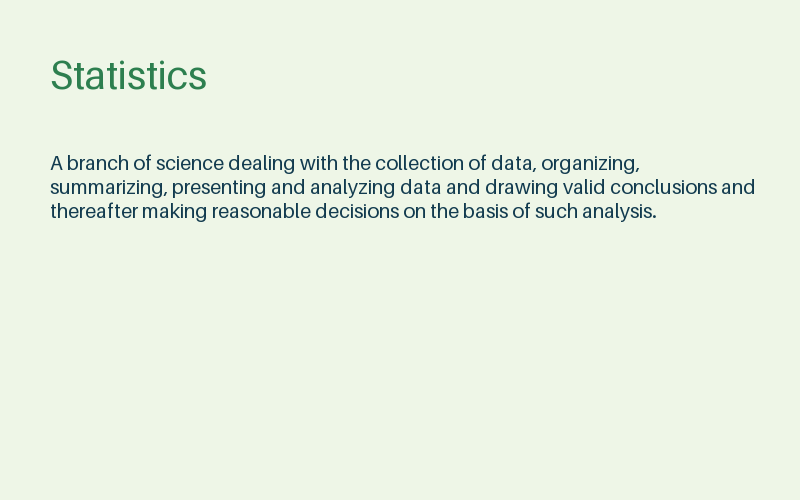 Statistics
A branch of science dealing with the collection of data, organizing,
summarizing, presenting and analyzing data and drawing valid conclusions and
thereafter making reasonable decisions on the basis of such analysis.